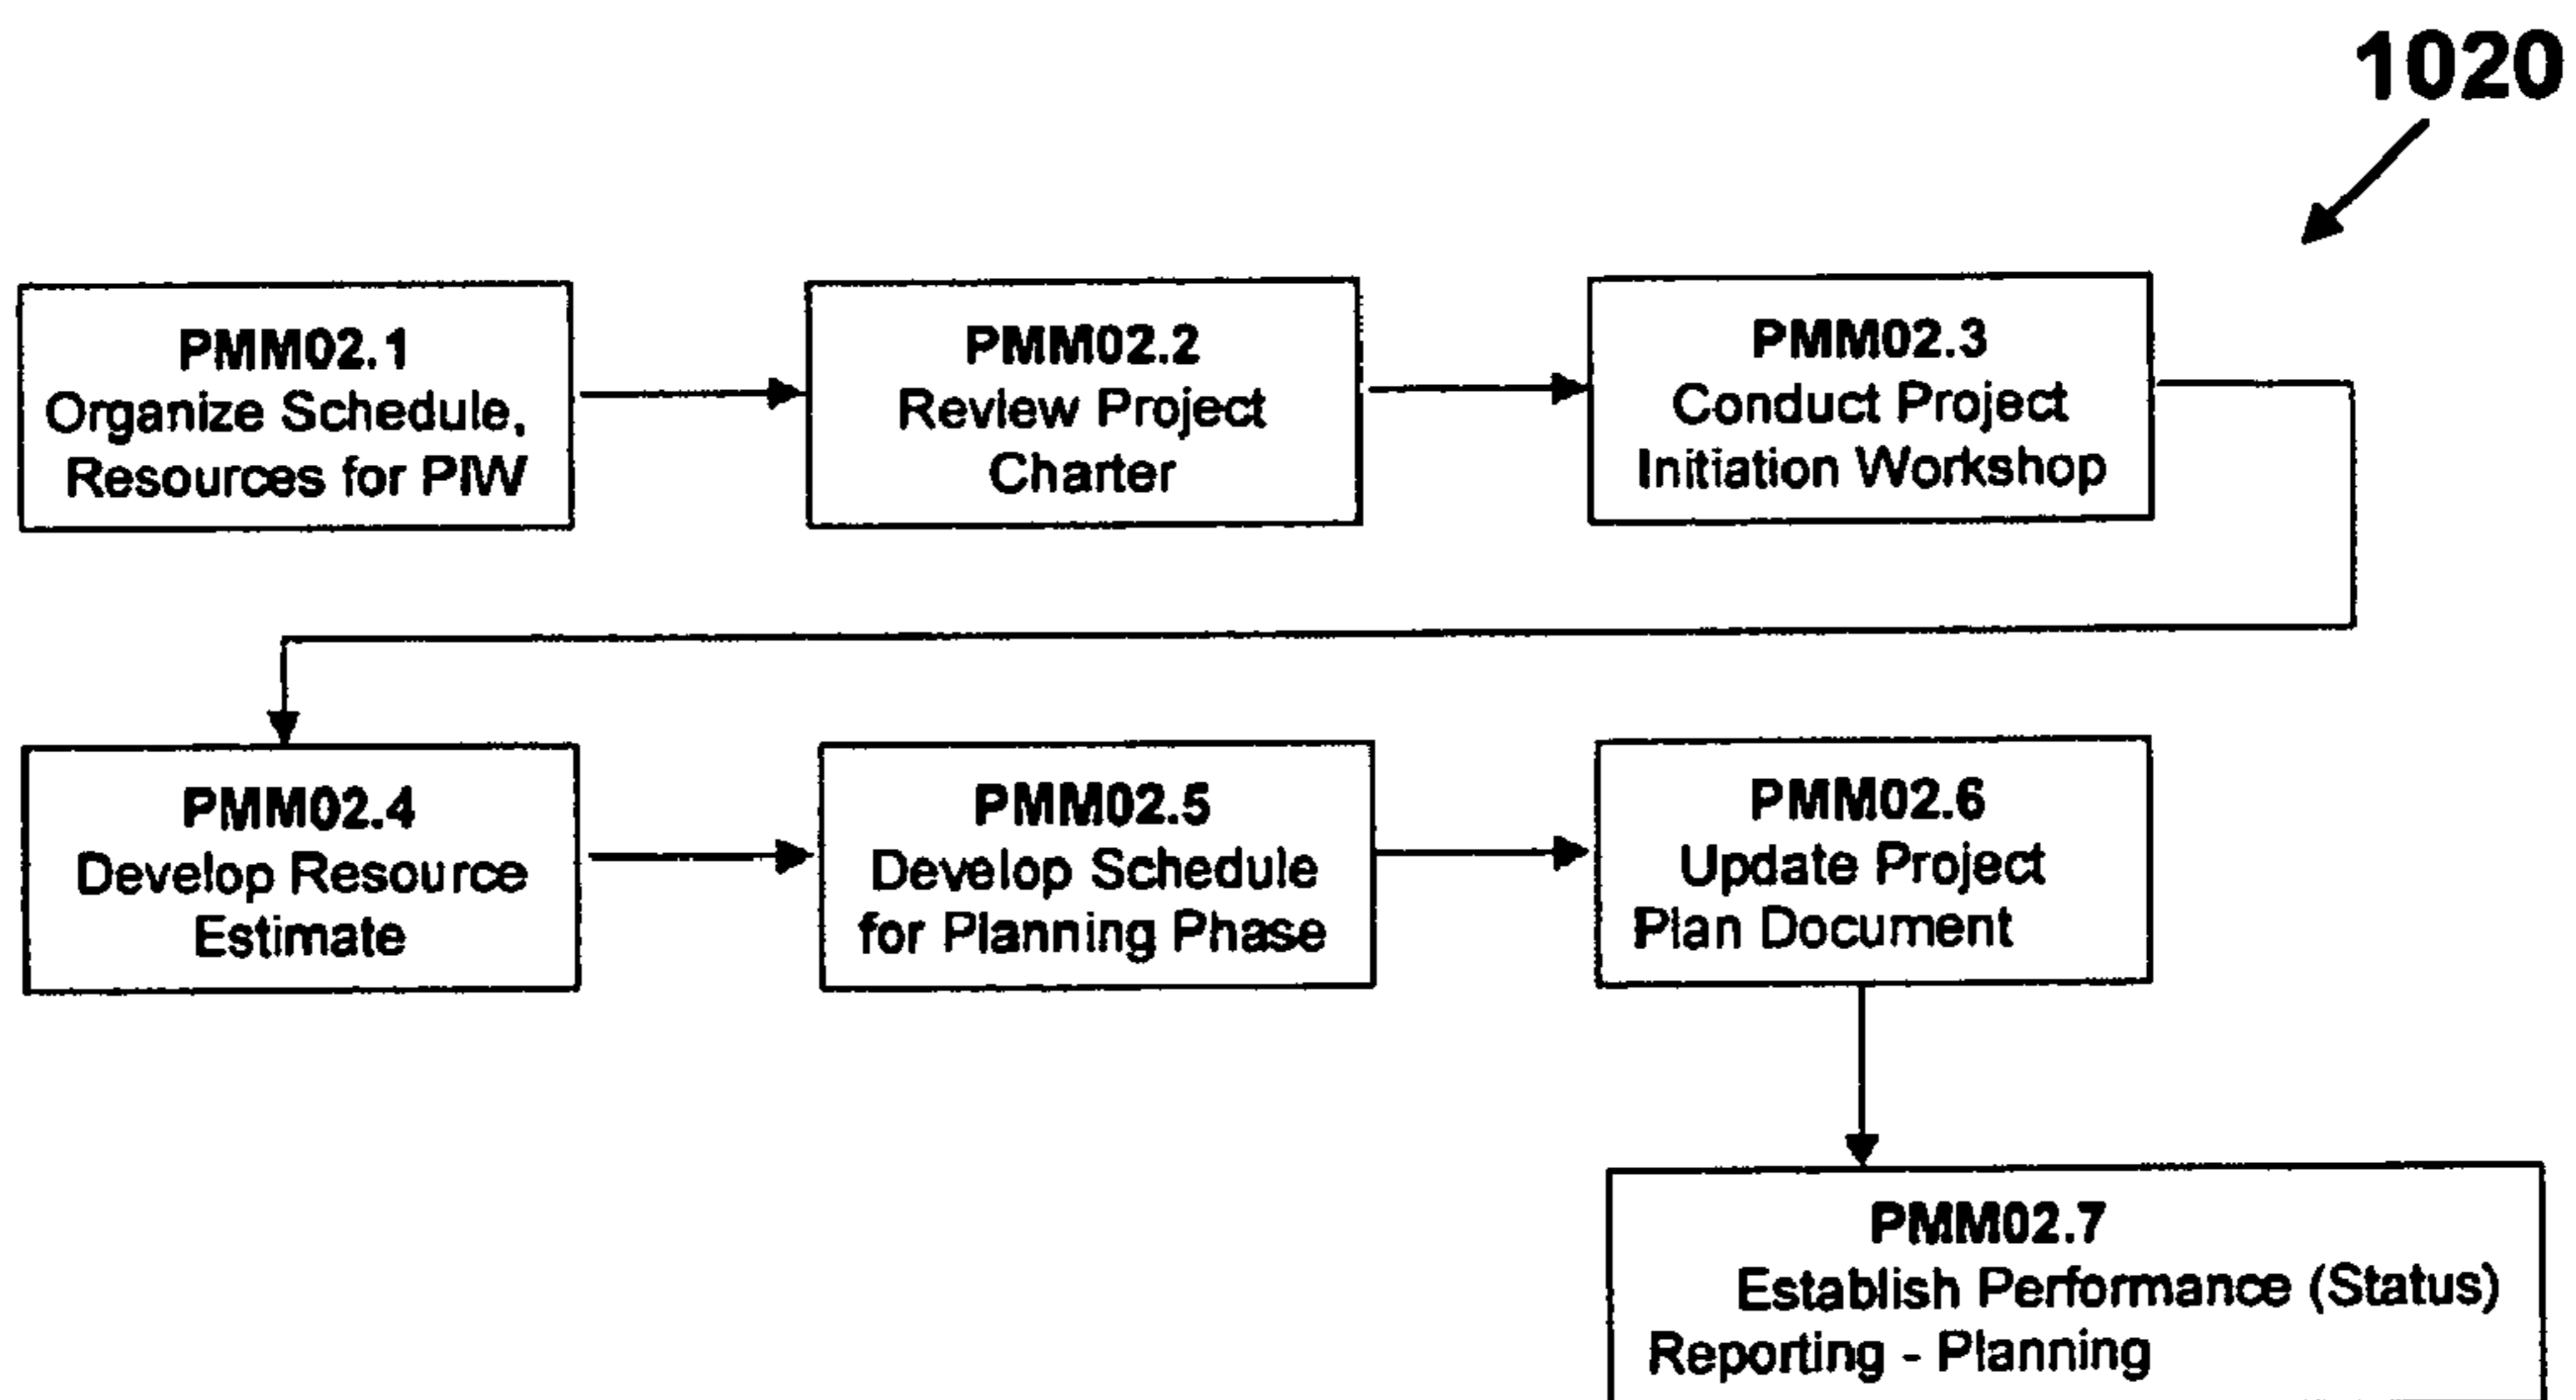 1020
PMM02.1
Organize Schedule,
Resources for PIW
PMM02.2
Review Project
Charter
PMM02.3
Conduct Project
Initiation Workshop
PMM02.4
Develop Resource
Estimate
PMM02.5
Develop Schedule
for Planning Phase
PMM02.6
Update Project
Plan Document
PMM02.7
Establish Performance (Status)
Reporting - Planning